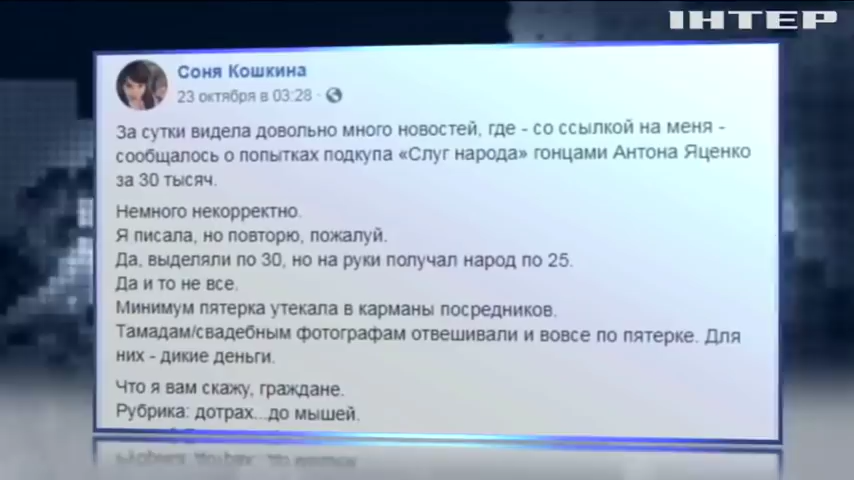 ІНТЕР
Соня Кошкина
23 октября в 03:28 ·
За сутки видела довольно много новостей, где - со ссылкой на меня -
сообщалось о попытках подкупа «Слуг народа» гонцами Антона Яценко
за 30 тысяч.
Немного некорректно.
Я писала, но повторю, пожалуй.
Да, выделяли по 30, но на руки получал народ по 25.
Да и то не все.
Минимум пятерка утекала в карманы посредников.
Тамадам/свадебным фотографам отвешивали и вовсе по пятерке. Для
них - дикие деньги.
Что я вам скажу, граждане.
Рубрика: дотрах...до мышей.